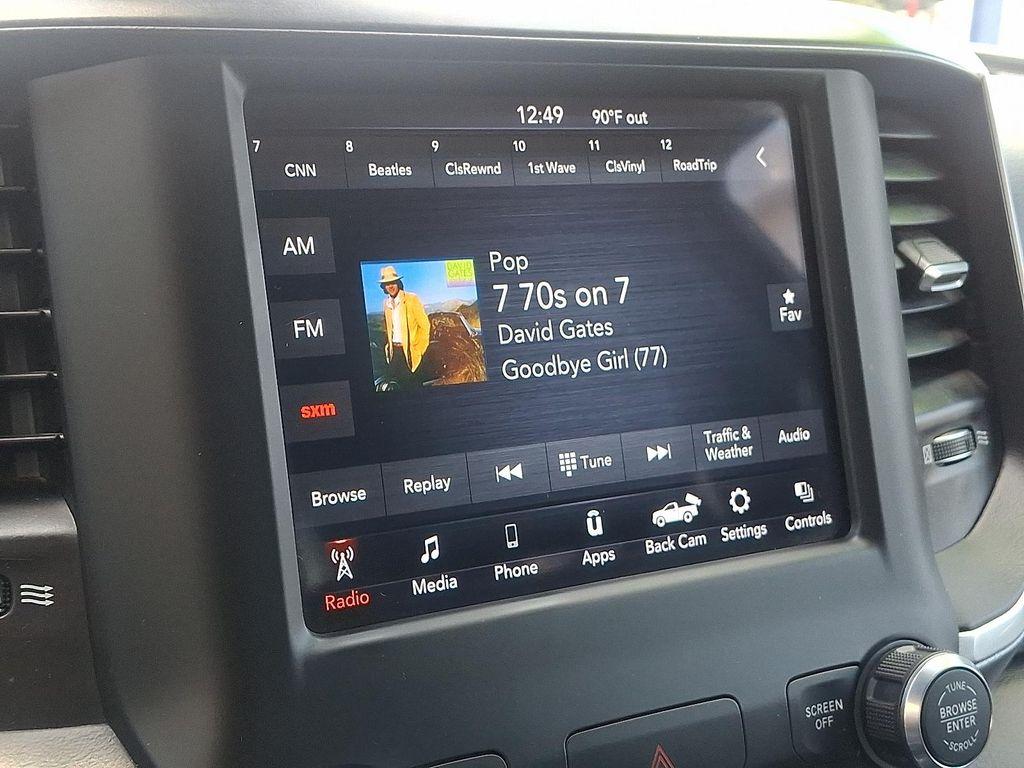 12:49 90°F out
7 CNN
8 Beatles
9 ClsRewnd
10 1st Wave
11 ClsVinyl
12 RoadTrip
AM
FM
sxm
DAVID
GATES
Pop
7 70s on 7
David Gates
Goodbye Girl (77)
Fav
Browse
Replay
Tune
Traffic &
Weather
Audio
Radio
Media
Phone
Apps
Back Cam
Settings
Controls
SCREEN
OFF
TUNE
BROWSE
ENTER
SCROLL